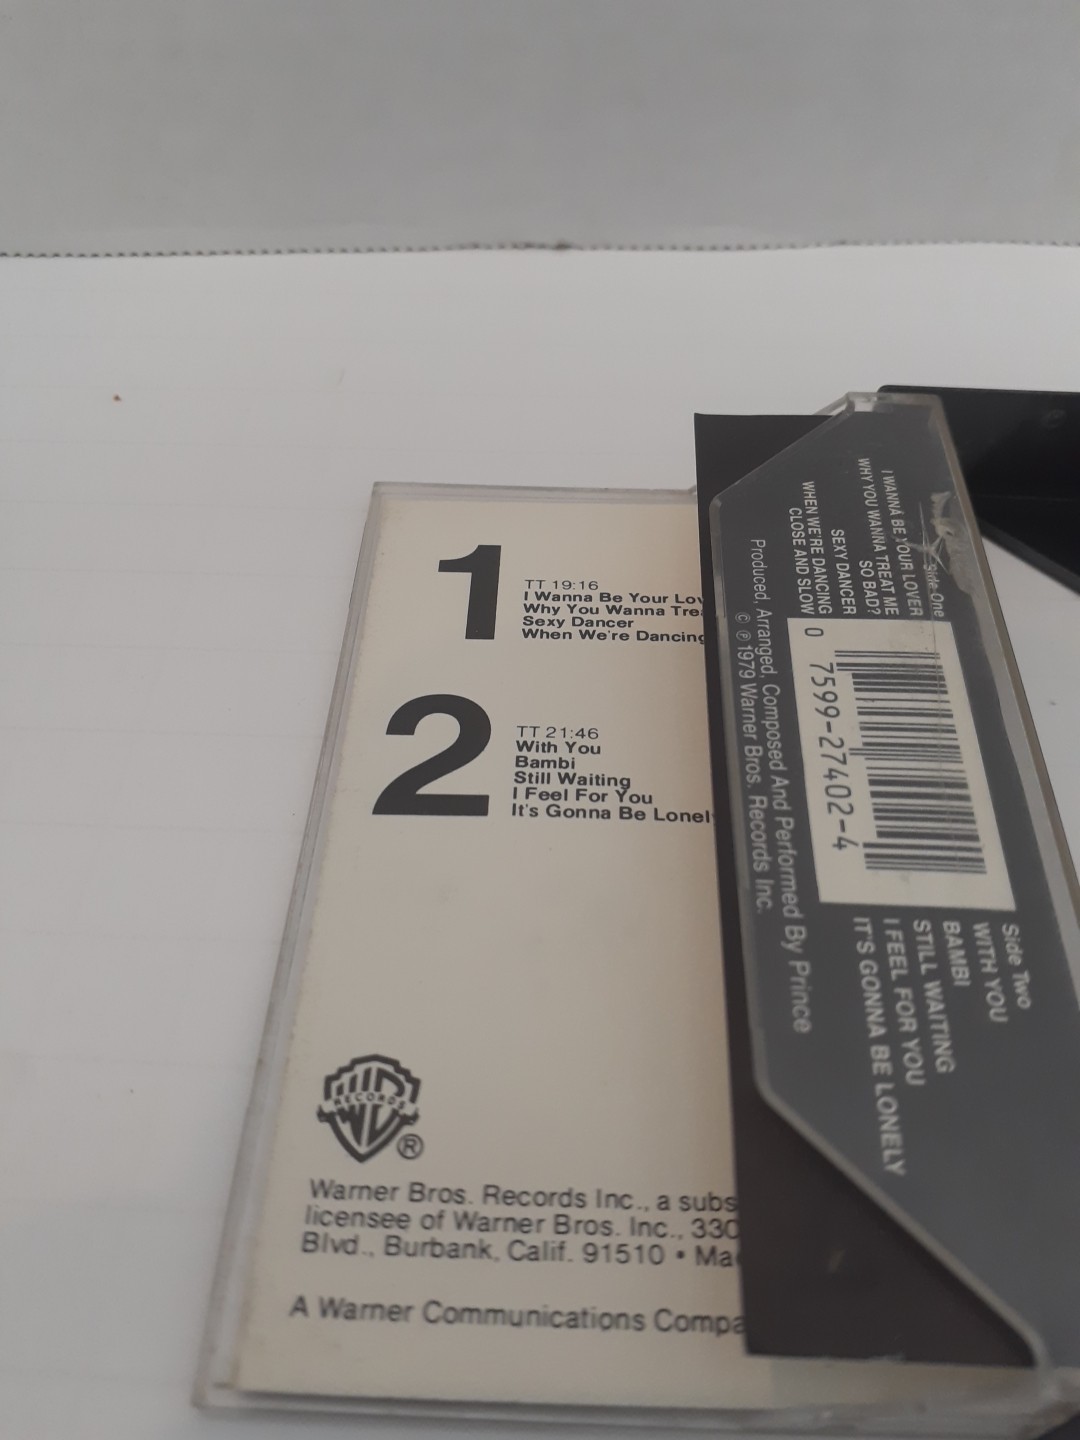 1
TT 19:16
I Wanna Be Your Lov
Why You Wanna Trea
Sexy Dancer
When We're Dancing
2
TT 21:46
With You
Bambi
Still Waiting
I Feel For You
It's Gonna Be Lonel
WB
RECORDS
®
Warner Bros. Records Inc., a subs
licensee of Warner Bros. Inc., 330
Blvd., Burbank, Calif. 91510 • Ma
A Warner Communications Compa
Side One
I WANNA BE YOUR LOVER
WHY YOU WANNA TREAT ME
SO BAD?
SEXY DANCER
WHEN WE'RE DANCING
CLOSE AND SLOW
0 7599-27402-4
Side Two
WITH YOU
BAMBI
STILL WAITING
I FEEL FOR YOU
IT'S GONNA BE LONELY
Produced, Arranged, Composed And Performed By Prince
© ℗ 1979 Warner Bros. Records Inc.